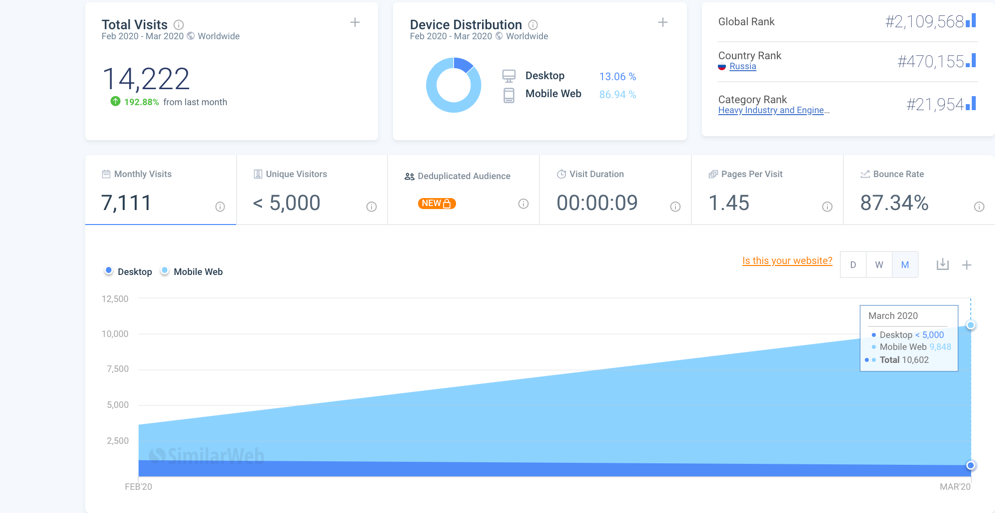 Total Visits
Feb 2020 - Mar 2020 Worldwide
14,222
192.88% from last month
Device Distribution
Feb 2020 - Mar 2020 Worldwide
Desktop 13.06 %
Mobile Web 86.94 %
Global Rank #2,109,568
Country Rank
Russia
#470,155
Category Rank
Heavy Industry and Engine...
#21,954
Monthly Visits
7,111
Unique Visitors
< 5,000
Deduplicated Audience
NEW
Visit Duration
00:00:09
Pages Per Visit
1.45
Bounce Rate
87.34%
Desktop Mobile Web
Is this your website?
D W M
12,500
10,000
7,500
5,000
2,500
March 2020
Desktop < 5,000
Mobile Web 9,848
Total 10,602
SimilarWeb
FEB'20
MAR'20